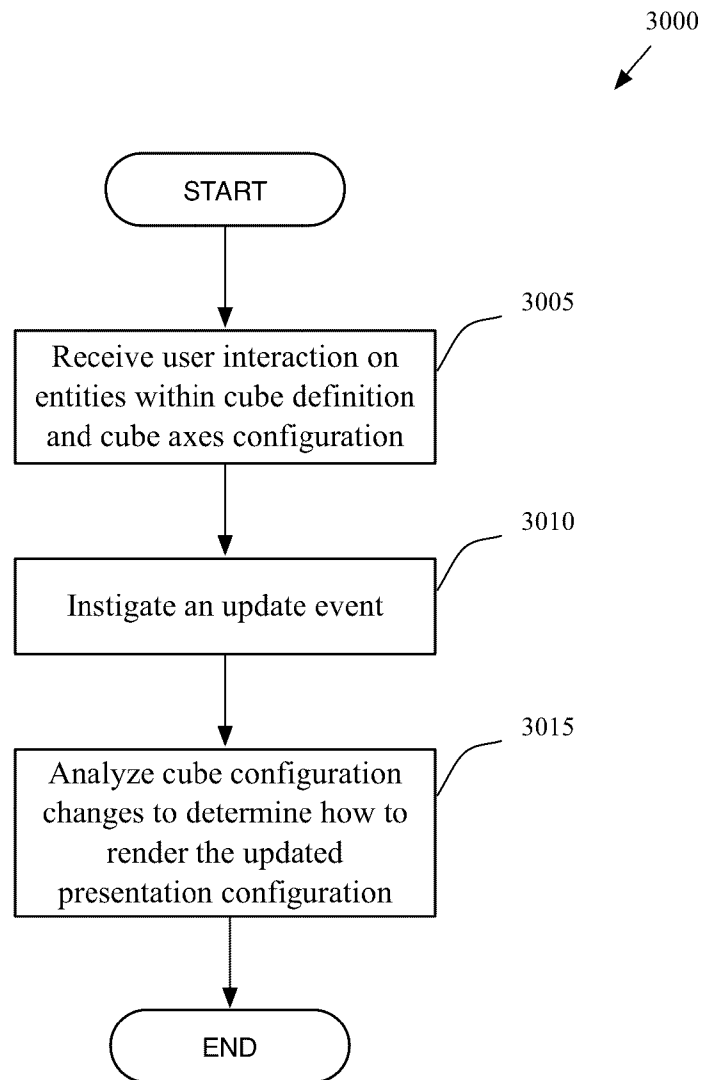 3000
START
3005
Receive user interaction on
entities within cube definition
and cube axes configuration
3010
Instigate an update event
3015
Analyze cube configuration
changes to determine how to
render the updated
presentation configuration
END